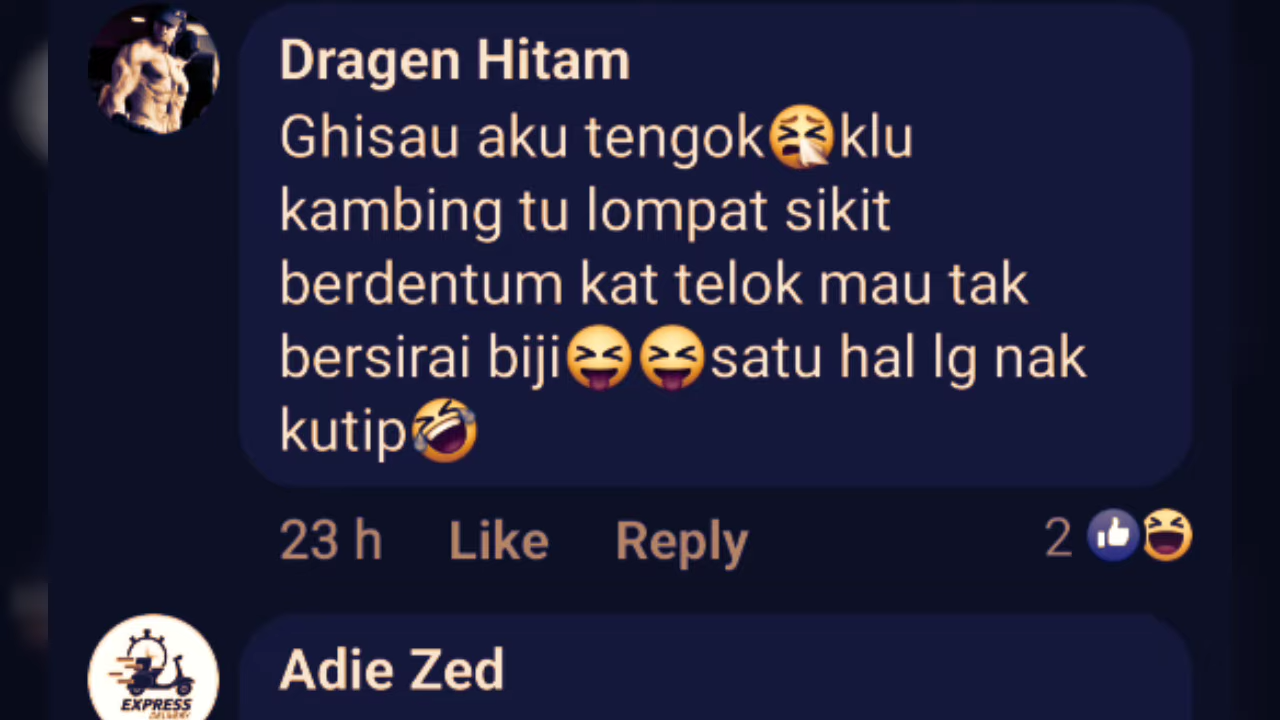 Dragen Hitam
Ghisau aku tengok🤧klu
kambing tu lompat sikit
berdentum kat telok mau tak
bersirai biji😝😝satu hal lg nak
kutip🤣
23 h Like Reply 2
Adie Zed
EXPRESS
DELIVERY